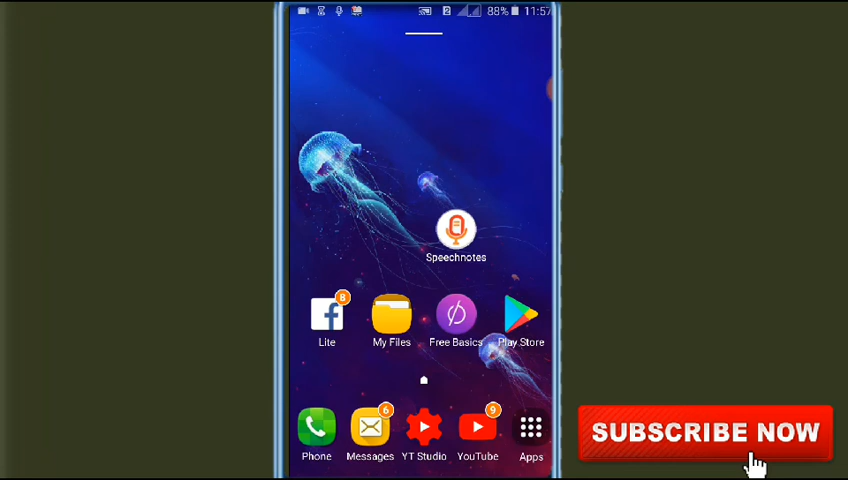 2 88% 11:57
Speechnotes
8
Lite My Files Free Basics Play Store
6 9
Phone Messages YT Studio YouTube Apps
SUBSCRIBE NOW